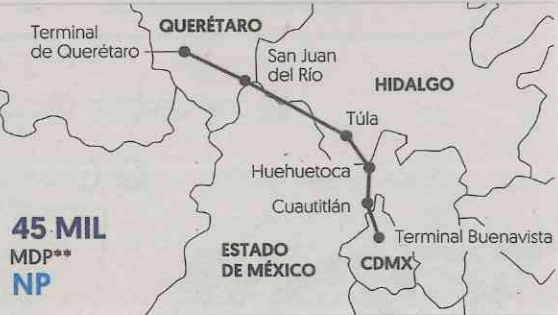 QUERÉTARO
Terminal
de Querétaro
San Juan
del Río
HIDALGO
Túla
Huehuetoca
Cuautitlán
Terminal Buenavista
45 MIL
MDP**
NP
ESTADO
DE MÉXICO
CDMX